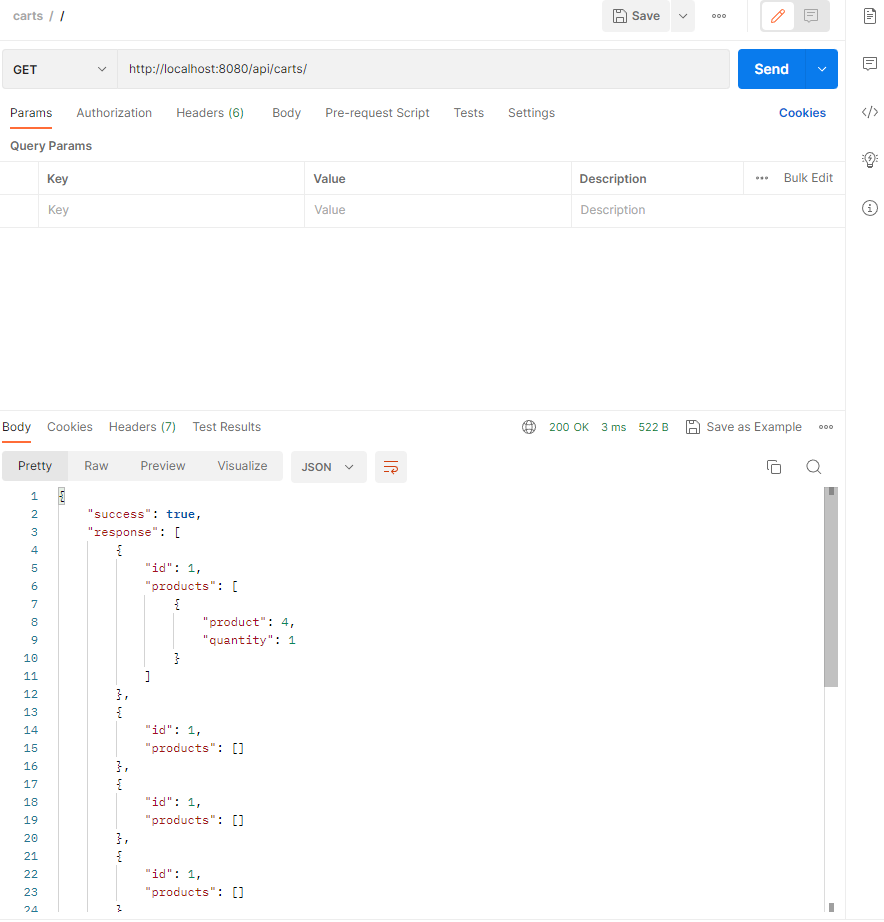 carts / /
Save
GET
http://localhost:8080/api/carts/
Send
Params Authorization Headers (6) Body Pre-request Script Tests Settings Cookies
Query Params
Key Value Description Bulk Edit
Key Value Description
Body Cookies Headers (7) Test Results 200 OK 3 ms 522 B Save as Example
Pretty Raw Preview Visualize JSON
1 {
2 "success": true,
3 "response": [
4 {
5 "id": 1,
6 "products": [
7 {
8 "product": 4,
9 "quantity": 1
10 }
11 ]
12 },
13 {
14 "id": 1,
15 "products": []
16 },
17 {
18 "id": 1,
19 "products": []
20 },
21 {
22 "id": 1,
23 "products": []
24 }